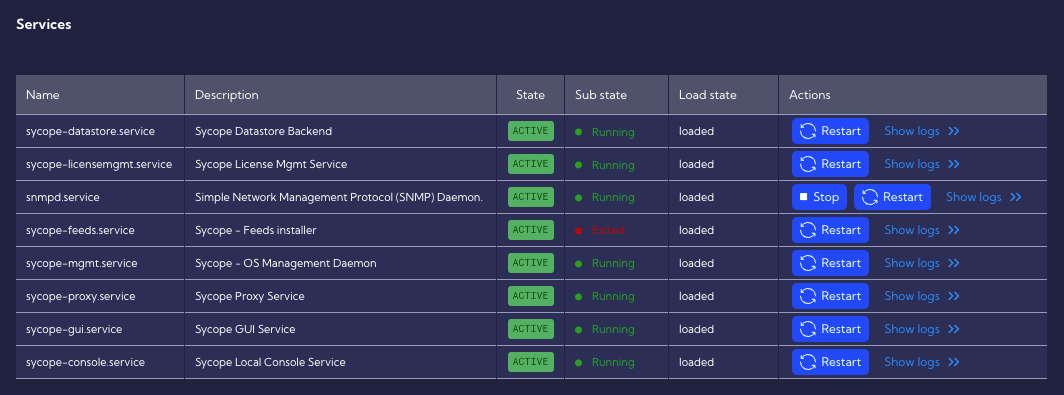 Services
Name Description State Sub state Load state Actions
sycope-datastore.service Sycope Datastore Backend ACTIVE Running loaded Restart Show logs
sycope-licensemgmt.service Sycope License Mgmt Service ACTIVE Running loaded Restart Show logs
snmpd.service Simple Network Management Protocol (SNMP) Daemon. ACTIVE Running loaded Stop Restart Show logs
sycope-feeds.service Sycope - Feeds installer ACTIVE Exited loaded Restart Show logs
sycope-mgmt.service Sycope - OS Management Daemon ACTIVE Running loaded Restart Show logs
sycope-proxy.service Sycope Proxy Service ACTIVE Running loaded Restart Show logs
sycope-gui.service Sycope GUI Service ACTIVE Running loaded Restart Show logs
sycope-console.service Sycope Local Console Service ACTIVE Running loaded Restart Show logs